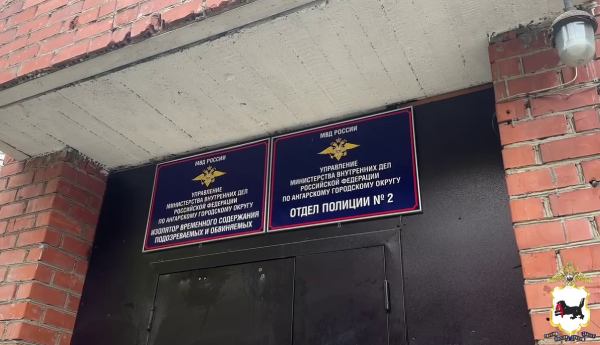 МВД РОССИИ
УПРАВЛЕНИЕ
МИНИСТЕРСТВА ВНУТРЕННИХ ДЕЛ
РОССИЙСКОЙ ФЕДЕРАЦИИ
ПО АНГАРСКОМУ ГОРОДСКОМУ ОКРУГУ
ИЗОЛЯТОР ВРЕМЕННОГО СОДЕРЖАНИЯ
ПОДОЗРЕВАЕМЫХ И ОБВИНЯЕМЫХ
МВД РОССИИ
УПРАВЛЕНИЕ
МИНИСТЕРСТВА ВНУТРЕННИХ ДЕЛ
РОССИЙСКОЙ ФЕДЕРАЦИИ
ПО АНГАРСКОМУ ГОРОДСКОМУ ОКРУГУ
ОТДЕЛ ПОЛИЦИИ № 2